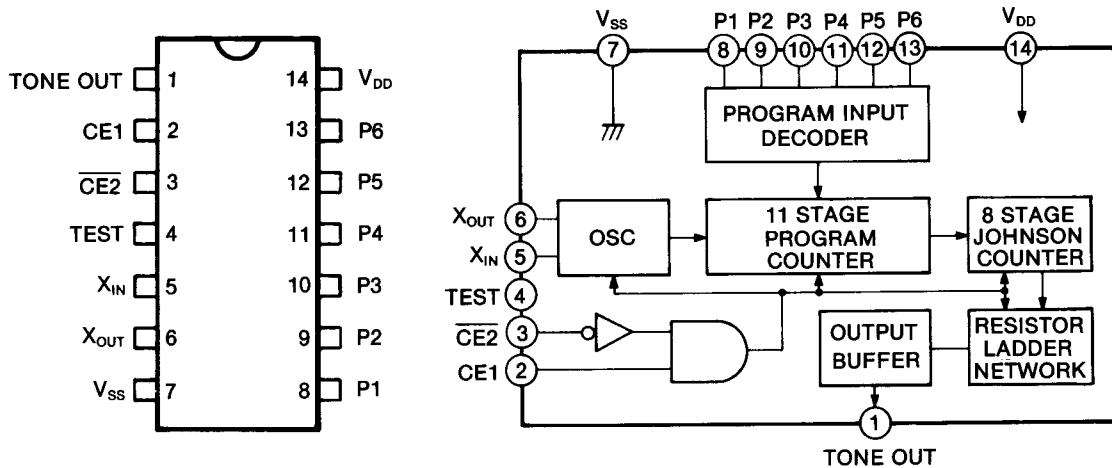 TONE OUT 1 14 VDD
CE1 2 13 P6
CE2 3 12 P5
TEST 4 11 P4
XIN 5 10 P3
XOUT 6 9 P2
VSS 7 8 P1
VSS P1 P2 P3 P4 P5 P6 VDD
7 8 9 10 11 12 13 14
PROGRAM INPUT
DECODER
XOUT 6
XIN 5
OSC
11 STAGE
PROGRAM
COUNTER
8 STAGE
JOHNSON
COUNTER
TEST 4
CE2 3
CE1 2
OUTPUT
BUFFER
RESISTOR
LADDER
NETWORK
1
TONE OUT